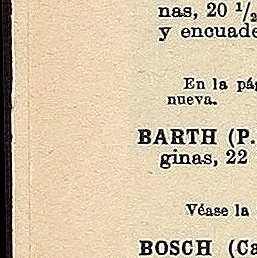 nas, 20 ½
y encuade
En la pág
nueva.
BARTH (P.
ginas, 22
Véase la
BOSCH (Ca